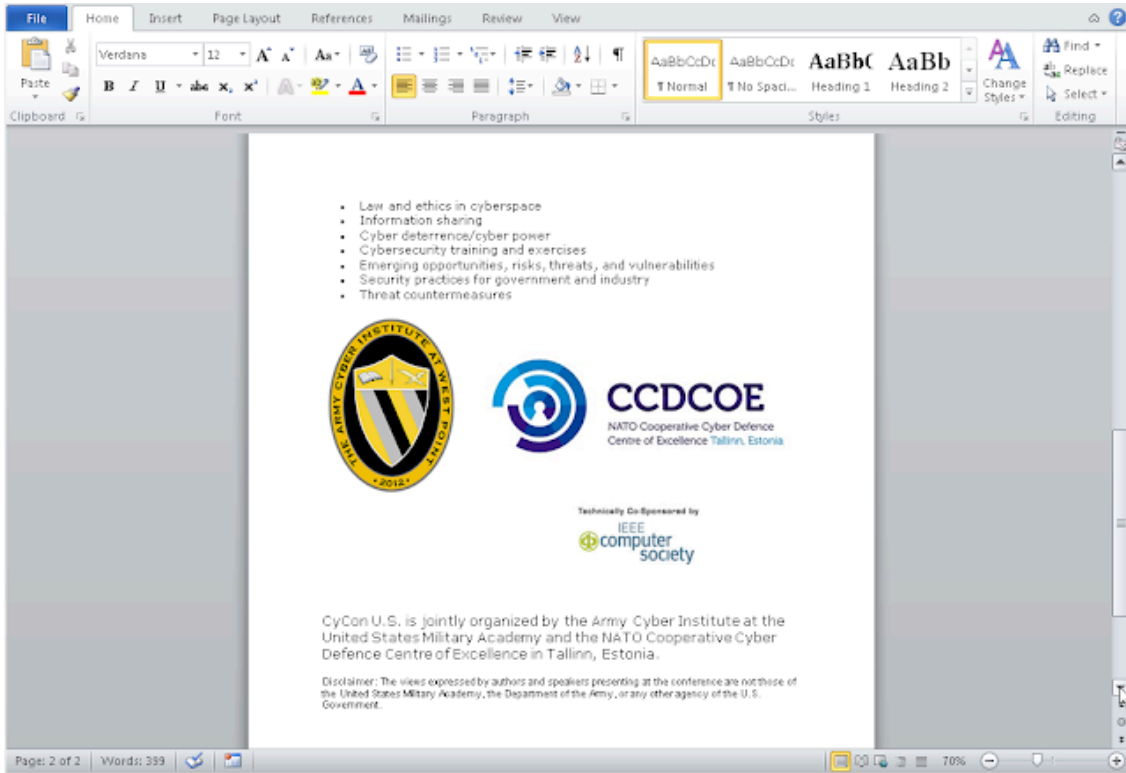 File Home Insert Page Layout References Mailings Review View
Verdana 12 Aa
Paste
B I U abc x, x²
AaBbCcDc AaBbCcDc AaBbC AaBb
¶ Normal ¶ No Spaci... Heading 1 Heading 2
Change Styles
Find
Replace
Select
Clipboard Font Paragraph Styles Editing
• Law and ethics in cyberspace
• Information sharing
• Cyber deterrence/cyber power
• Cybersecurity training and exercises
• Emerging opportunities, risks, threats, and vulnerabilities
• Security practices for government and industry
• Threat countermeasures
THE ARMY CYBER INSTITUTE AT WEST POINT
• 2012 •
CCDCOE
NATO Cooperative Cyber Defence
Centre of Excellence Tallinn, Estonia
Technically Co-Sponsored by
IEEE
computer
society
CyCon U.S. is jointly organized by the Army Cyber Institute at the
United States Military Academy and the NATO Cooperative Cyber
Defence Centre of Excellence in Tallinn, Estonia.
Disclaimer: The views expressed by authors and speakers presenting at the conference are not those of
the United States Military Academy, the Department of the Army, or any other agency of the U.S.
Government.
Page: 2 of 2 Words: 399 70%